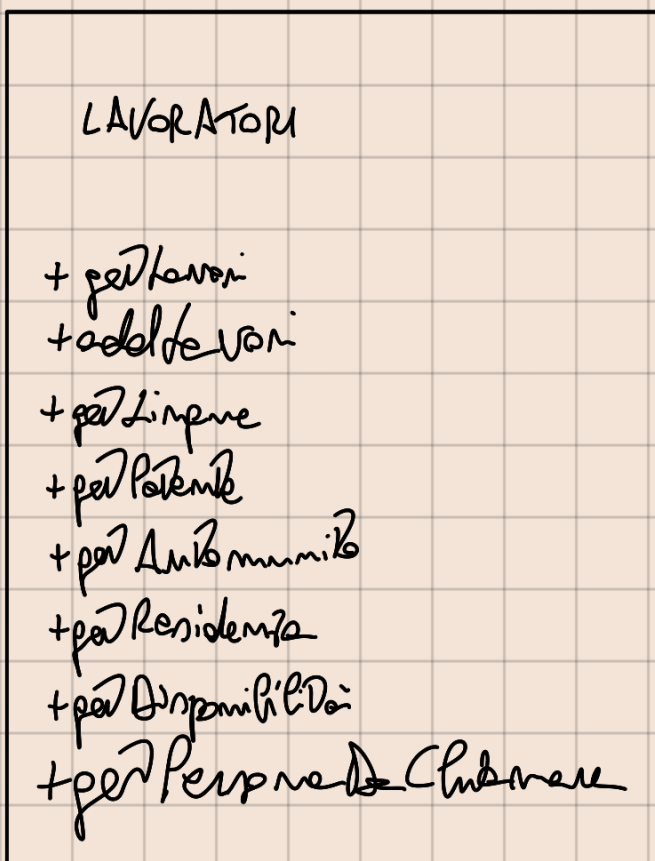 LAVORATORI
+ getLavori
+ addLavori
+ getLingue
+ getPatente
+ getAutomunito
+ getResidenza
+ getDisponibilità
+ getPersonaDaChiamare